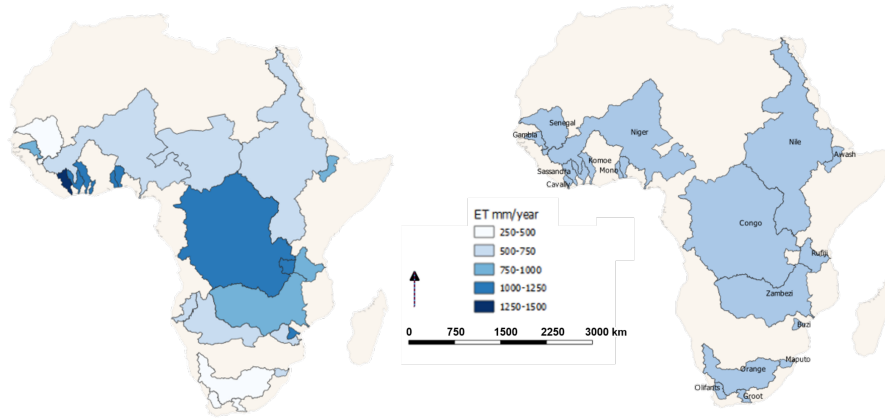 ET mm/year
250-500
500-750
750-1000
1000-1250
1250-1500
0 750 1500 2250 3000 km
Senegal
Gambia
Niger
Nile
Komoe
Awash
Sassandra
Mono
Cavally
Congo
Rufiji
Zambezi
Buzi
Maputo
Orange
Olifants
Groot